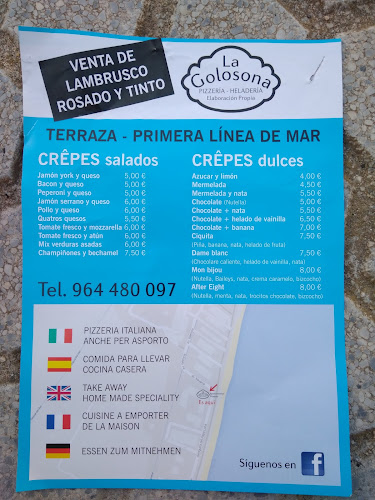 VENTA DE
LAMBRUSCO
ROSADO Y TINTO
La
Golosona
PIZZERÍA - HELADERÍA
Elaboración Propia
TERRAZA - PRIMERA LÍNEA DE MAR
CRÊPES salados
Jamón york y queso 5,00 €
Bacon y queso 5,00 €
Peperoni y queso 5,00 €
Jamón serrano y queso 6,00 €
Pollo y queso 6,00 €
Quatros quesos 5,50 €
Tomate fresco y mozzarella 6,00 €
Tomate fresco y atún 6,00 €
Mix verduras asadas 6,00 €
Champiñones y bechamel 7,50 €
CRÊPES dulces
Azucar y limón 4,00 €
Mermelada 4,50 €
Mermelada y nata 5,50 €
Chocolate (Nutella) 5,00 €
Chocolate + nata 5,50 €
Chocolate + helado de vainilla 6,50 €
Chocolate + banana 7,00 €
Ciquita 7,50 €
(Piña, banana, nata, helado de fruta)
Dame blanc 7,50 €
(Chocolare caliente, helado de vainilla, nata)
Mon bijou 8,00 €
(Nutella, Baileys, nata, crema caramelo, bizcocho)
After Eight 8,00 €
(Nutella, menta, nata, trocitos chocolate, bizcocho)
Tel. 964 480 097
PIZZERIA ITALIANA
ANCHE PER ASPORTO
COMIDA PARA LLEVAR
COCINA CASERA
TAKE AWAY
HOME MADE SPECIALITY
CUISINE A EMPORTER
DE LA MAISON
ESSEN ZUM MITNEHMEN
Síguenos en f